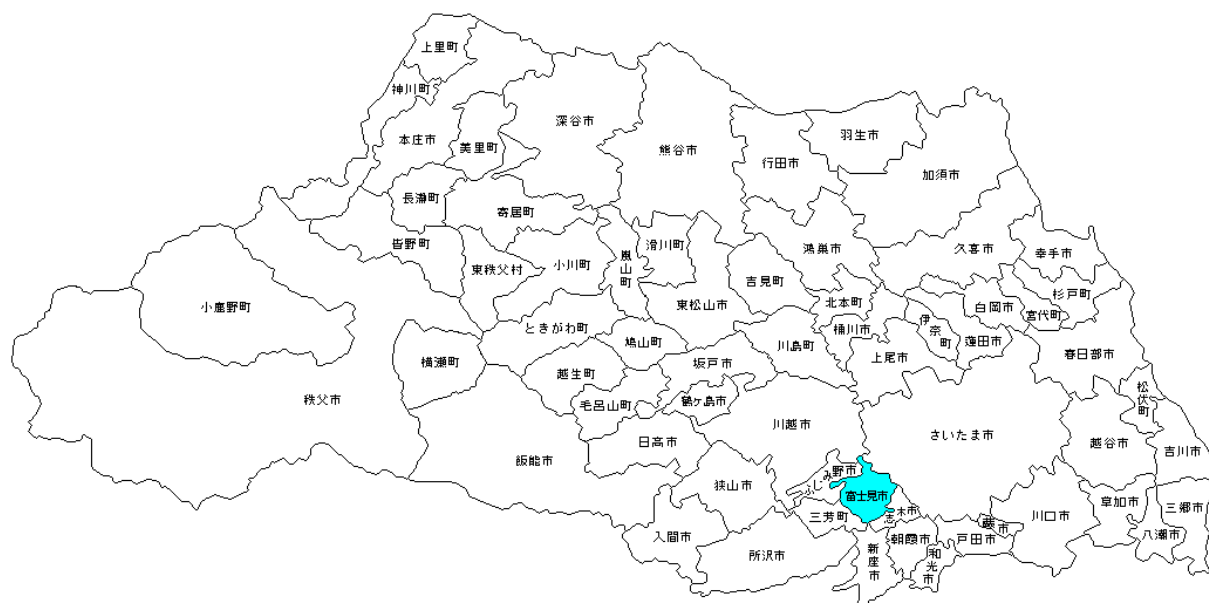 上里町
神川町
本庄市
美里町
深谷市
熊谷市
行田市
羽生市
加須市
長瀞町
寄居町
皆野町
東秩父村
小川町
嵐山町
滑川町
吉見町
鴻巣市
久喜市
幸手市
小鹿野町
東松山市
北本町
白岡市
杉戸町
宮代町
ときがわ町
鳩山町
川島町
桶川市
伊奈町
蓮田市
横瀬町
越生町
坂戸市
上尾市
春日部市
秩父市
毛呂山町
鶴ヶ島市
松伏町
川越市
さいたま市
越谷市
吉川市
飯能市
日高市
狭山市
ふじみ野市
富士見市
三芳町
志木市
入間市
所沢市
新座市
朝霞市
和光市
戸田市
蕨市
川口市
草加市
八潮市
三郷市